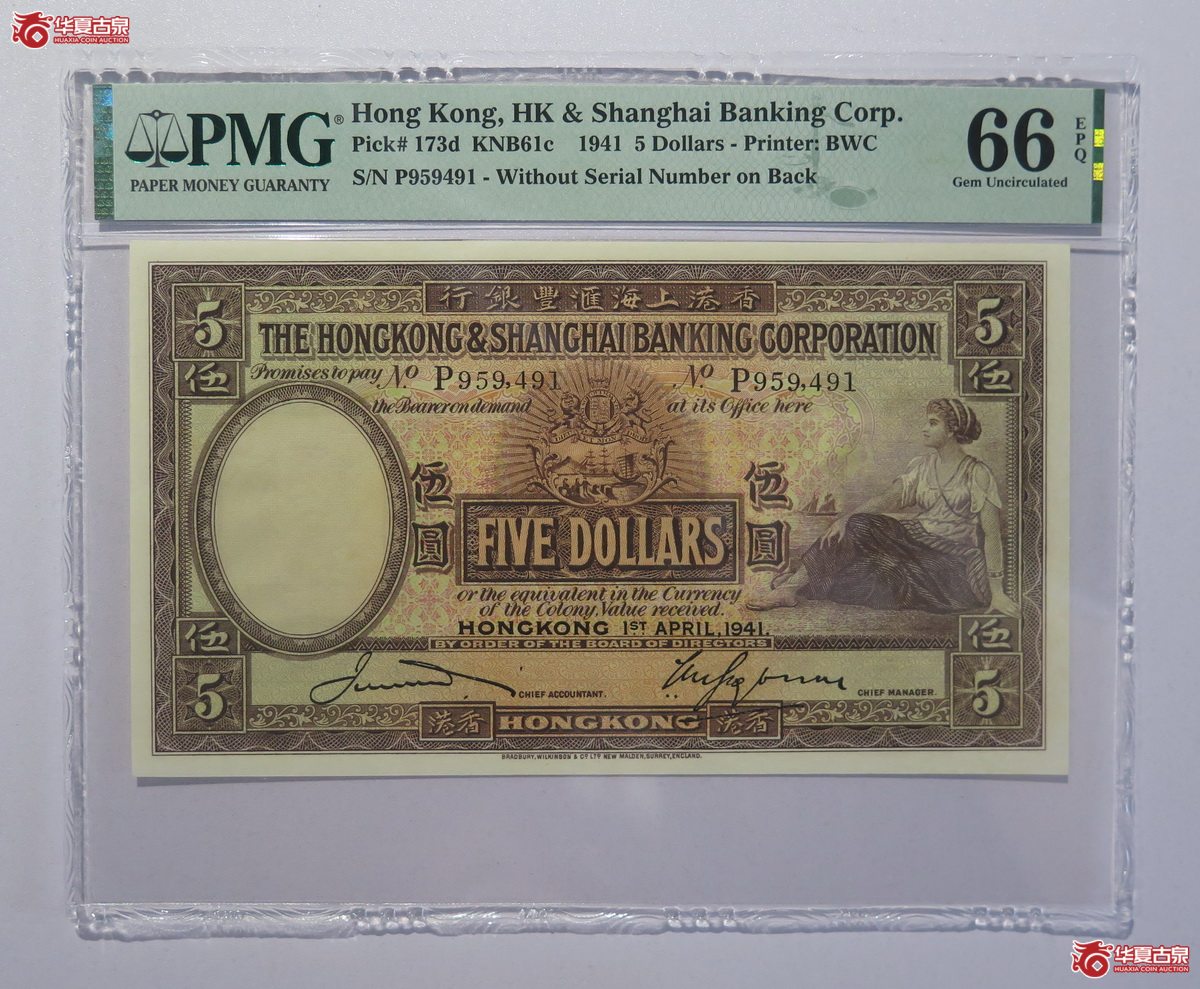 华夏古泉
HUAXIA COIN AUCTION
PMG®
PAPER MONEY GUARANTY
Hong Kong, HK & Shanghai Banking Corp.
Pick# 173d KNB61c 1941 5 Dollars - Printer: BWC
S/N P959491 - Without Serial Number on Back
66
EPQ
Gem Uncirculated
行銀豐滙海上港香
5 5
THE HONGKONG & SHANGHAI BANKING CORPORATION
伍 伍
Promises to pay No P959,491 No P959,491
the Bearer on demand at its Office here
伍圓 伍圓
FIVE DOLLARS
or the equivalent in the Currency
of the Colony, Value received.
HONGKONG 1ST APRIL, 1941.
BY ORDER OF THE BOARD OF DIRECTORS
伍 伍
5 5
CHIEF ACCOUNTANT. CHIEF MANAGER.
港香 HONGKONG 港香
BRADBURY, WILKINSON & Co LTD NEW MALDEN, SURREY, ENGLAND.
华夏古泉
HUAXIA COIN AUCTION